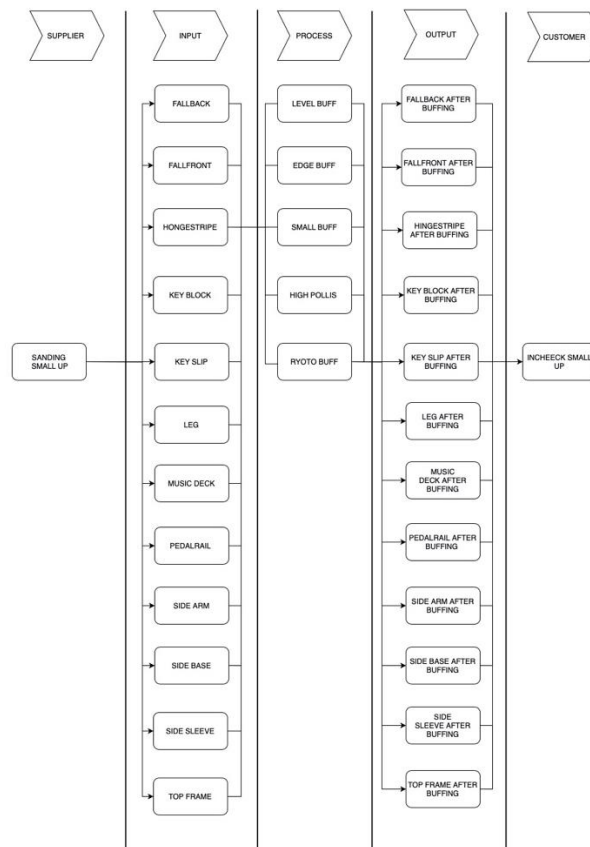 SUPPLIER
INPUT
PROCESS
OUTPUT
CUSTOMER
SANDING
SMALL UP
FALLBACK
FALLFRONT
HONGESTRIPE
KEY BLOCK
KEY SLIP
LEG
MUSIC DECK
PEDALRAIL
SIDE ARM
SIDE BASE
SIDE SLEEVE
TOP FRAME
LEVEL BUFF
EDGE BUFF
SMALL BUFF
HIGH POLLIS
RYOTO BUFF
FALLBACK AFTER
BUFFING
FALLFRONT AFTER
BUFFING
HINGESTRIPE
AFTER BUFFING
KEY BLOCK AFTER
BUFFING
KEY SLIP AFTER
BUFFING
LEG AFTER
BUFFING
MUSIC
DECK AFTER
BUFFING
PEDALRAIL AFTER
BUFFING
SIDE ARM AFTER
BUFFING
SIDE BASE AFTER
BUFFING
SIDE
SLEEVE AFTER
BUFFING
TOP FRAME AFTER
BUFFING
INCHEECK SMALL
UP